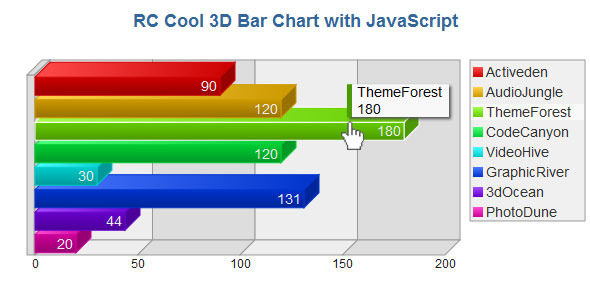 RC Cool 3D Bar Chart with JavaScript
90
120
ThemeForest
180
180
120
30
131
44
20
0 50 100 150 200
Activeden
AudioJungle
ThemeForest
CodeCanyon
VideoHive
GraphicRiver
3dOcean
PhotoDune